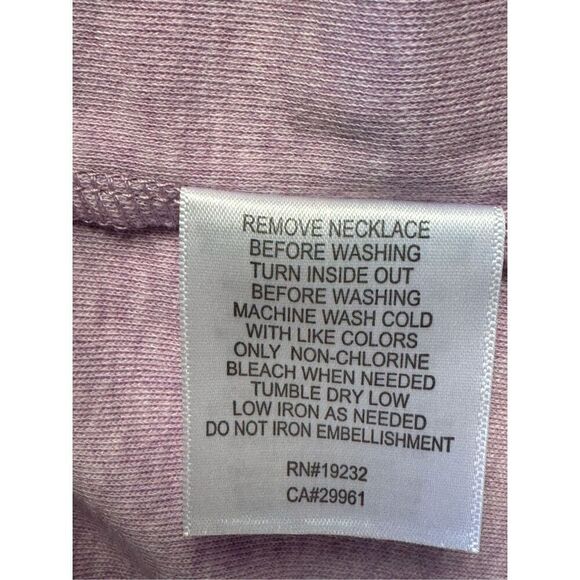 REMOVE NECKLACE
BEFORE WASHING
TURN INSIDE OUT
BEFORE WASHING
MACHINE WASH COLD
WITH LIKE COLORS
ONLY NON-CHLORINE
BLEACH WHEN NEEDED
TUMBLE DRY LOW
LOW IRON AS NEEDED
DO NOT IRON EMBELLISHMENT
RN#19232
CA#29961